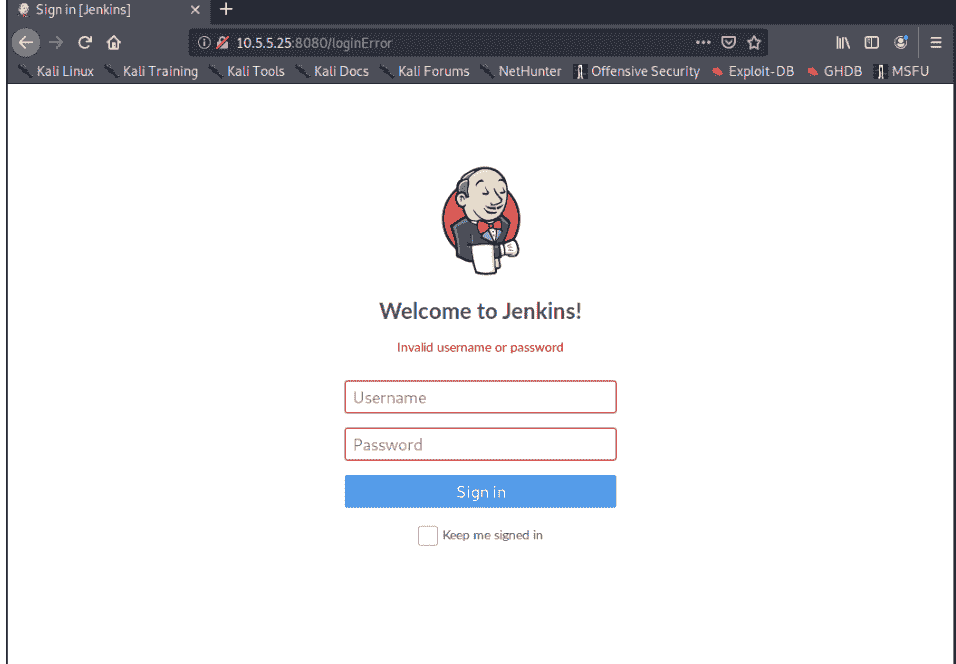 Sign in [Jenkins]
10.5.5.25:8080/loginError
Kali Linux Kali Training Kali Tools Kali Docs Kali Forums NetHunter Offensive Security Exploit-DB GHDB MSFU
Welcome to Jenkins!
Invalid username or password
Username
Password
Sign in
Keep me signed in